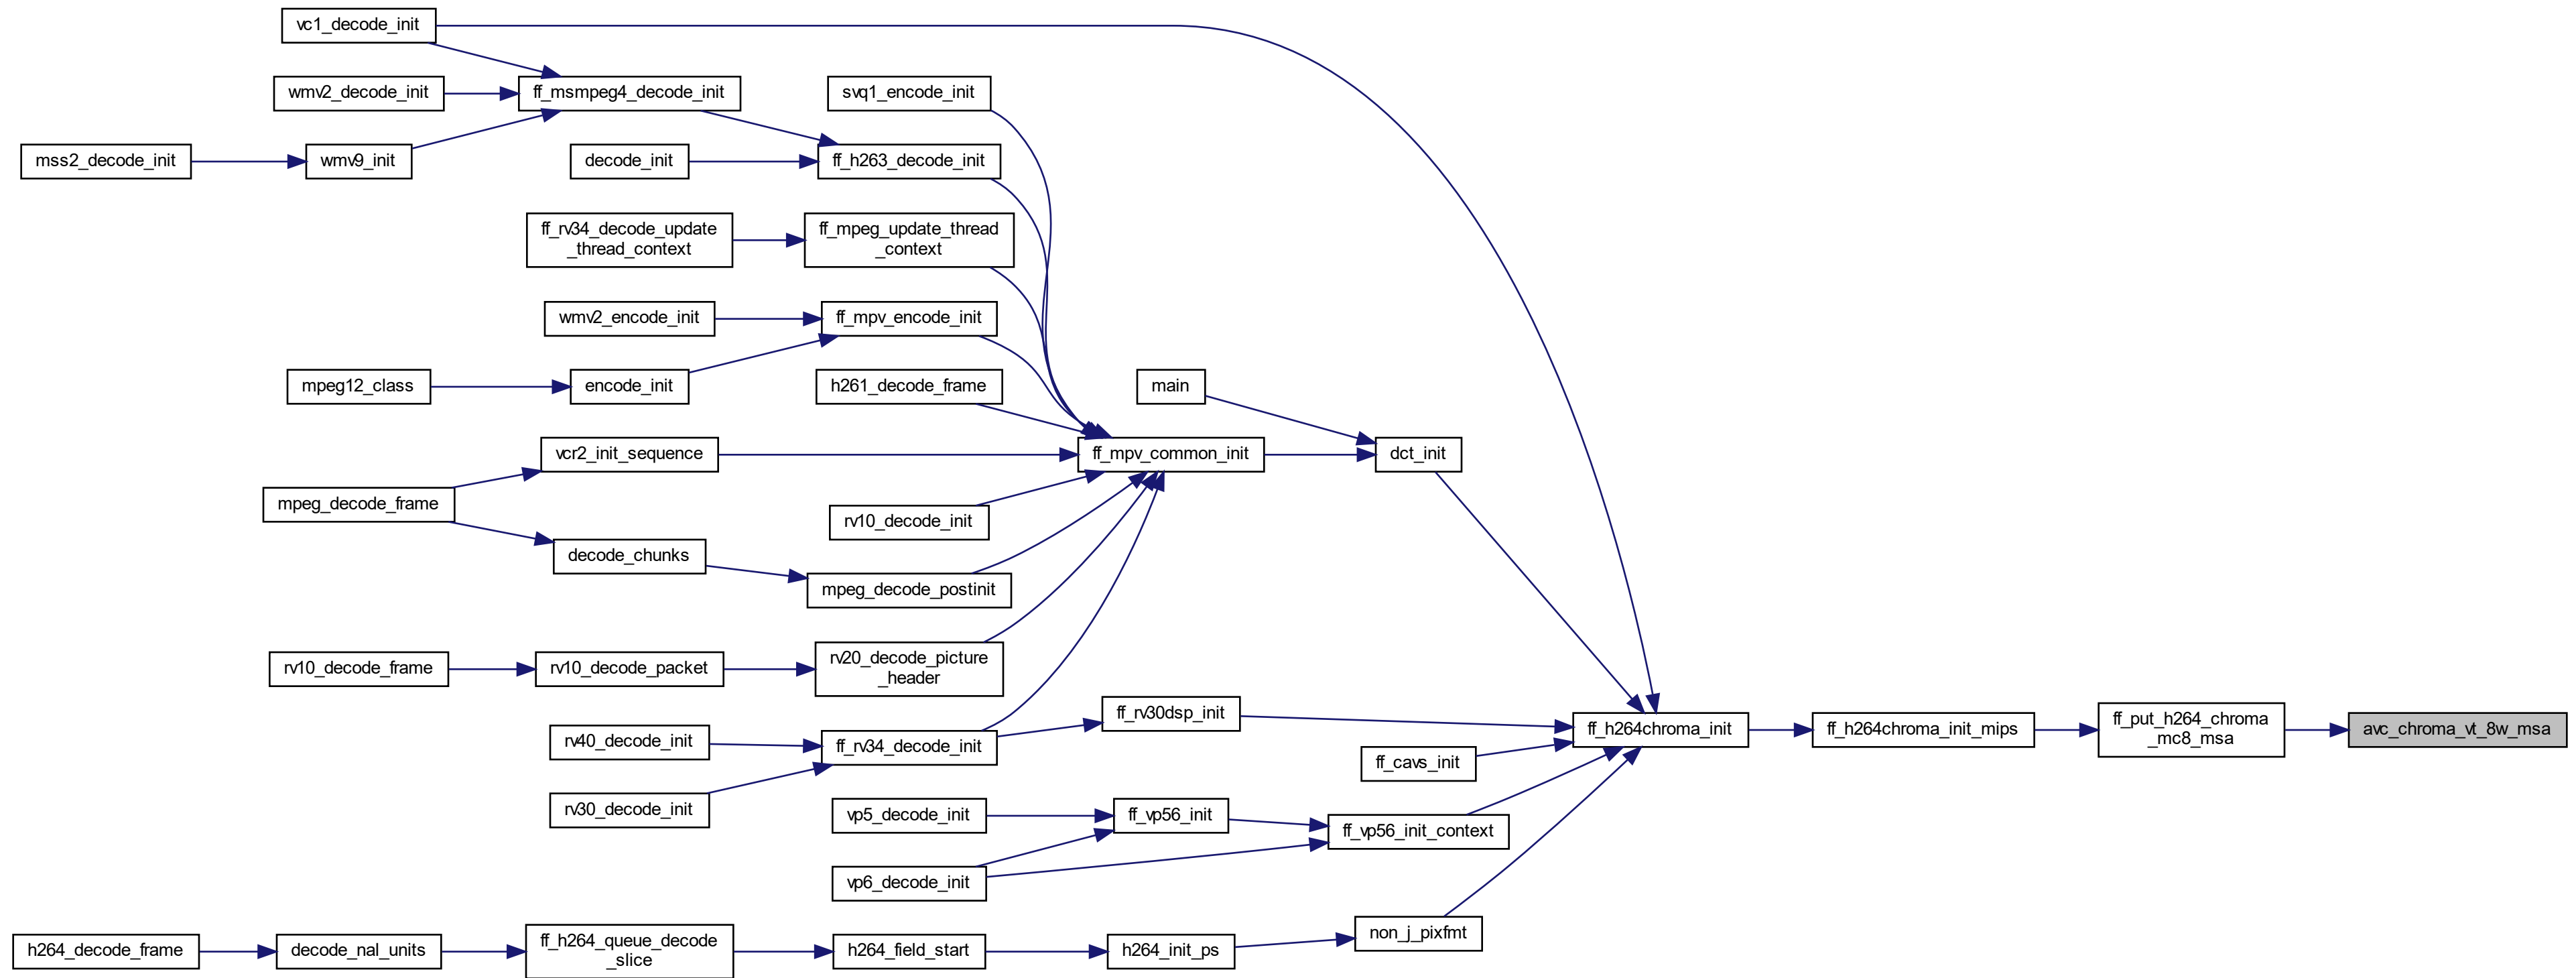 vc1_decode_init
wmv2_decode_init
ff_msmpeg4_decode_init
svq1_encode_init
mss2_decode_init
wmv9_init
decode_init
ff_h263_decode_init
ff_rv34_decode_update
_thread_context
ff_mpeg_update_thread
_context
wmv2_encode_init
ff_mpv_encode_init
mpeg12_class
encode_init
h261_decode_frame
main
vcr2_init_sequence
ff_mpv_common_init
dct_init
mpeg_decode_frame
rv10_decode_init
decode_chunks
mpeg_decode_postinit
rv10_decode_frame
rv10_decode_packet
rv20_decode_picture
_header
ff_rv30dsp_init
rv40_decode_init
ff_rv34_decode_init
ff_h264chroma_init
ff_h264chroma_init_mips
ff_put_h264_chroma
_mc8_msa
avc_chroma_vt_8w_msa
ff_cavs_init
rv30_decode_init
vp5_decode_init
ff_vp56_init
ff_vp56_init_context
vp6_decode_init
non_j_pixfmt
h264_decode_frame
decode_nal_units
ff_h264_queue_decode
_slice
h264_field_start
h264_init_ps